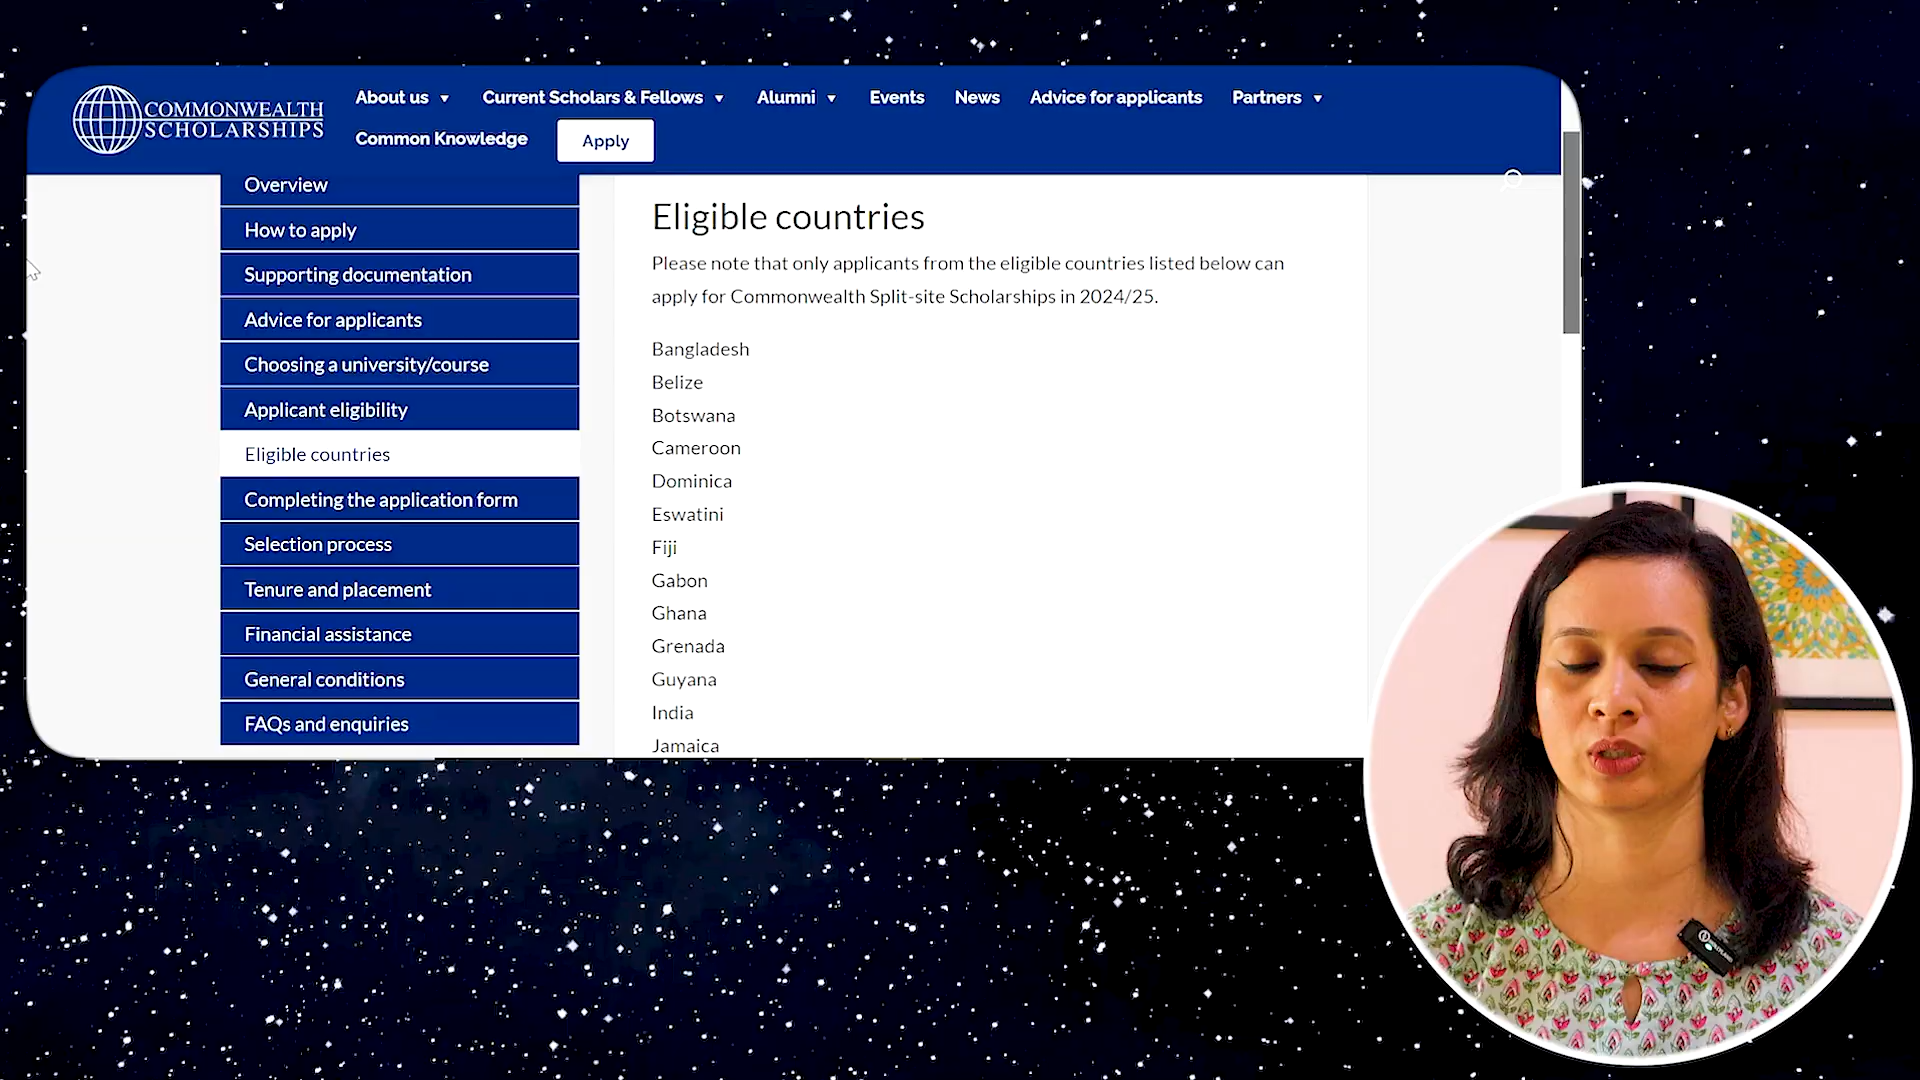 COMMONWEALTH
SCHOLARSHIPS
About us
Current Scholars & Fellows
Alumni
Events
News
Advice for applicants
Partners
Common Knowledge
Apply
Overview
How to apply
Supporting documentation
Advice for applicants
Choosing a university/course
Applicant eligibility
Eligible countries
Completing the application form
Selection process
Tenure and placement
Financial assistance
General conditions
FAQs and enquiries
Eligible countries
Please note that only applicants from the eligible countries listed below can
apply for Commonwealth Split-site Scholarships in 2024/25.
Bangladesh
Belize
Botswana
Cameroon
Dominica
Eswatini
Fiji
Gabon
Ghana
Grenada
Guyana
India
Jamaica